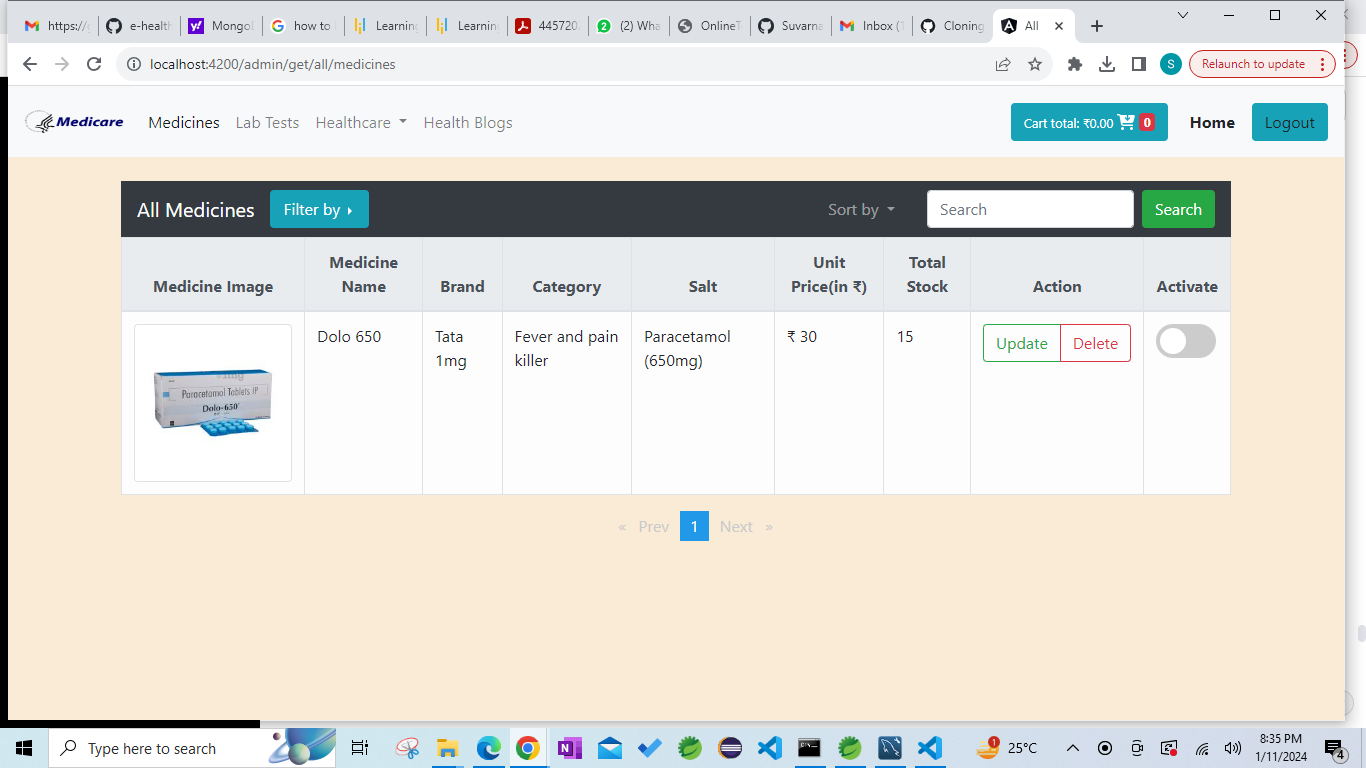 https://g
e-health
Mongo
how to
Learning
Learning
445720
(2) Wha
OnlineT
Suvarna
Inbox (1
Cloning
All
localhost:4200/admin/get/all/medicines
S
Relaunch to update
Medicare
Medicines
Lab Tests
Healthcare
Health Blogs
Cart total: ₹0.00 0
Home
Logout
All Medicines
Filter by
Sort by
Search
Search
Medicine Image
Medicine
Name
Brand
Category
Salt
Unit
Price(in ₹)
Total
Stock
Action
Activate
Paracetamol Tablets IP
Dolo-650
Dolo 650
Tata
1mg
Fever and pain
killer
Paracetamol
(650mg)
₹ 30
15
Update
Delete
« Prev 1 Next »
Type here to search
1
25°C
8:35 PM
1/11/2024
4